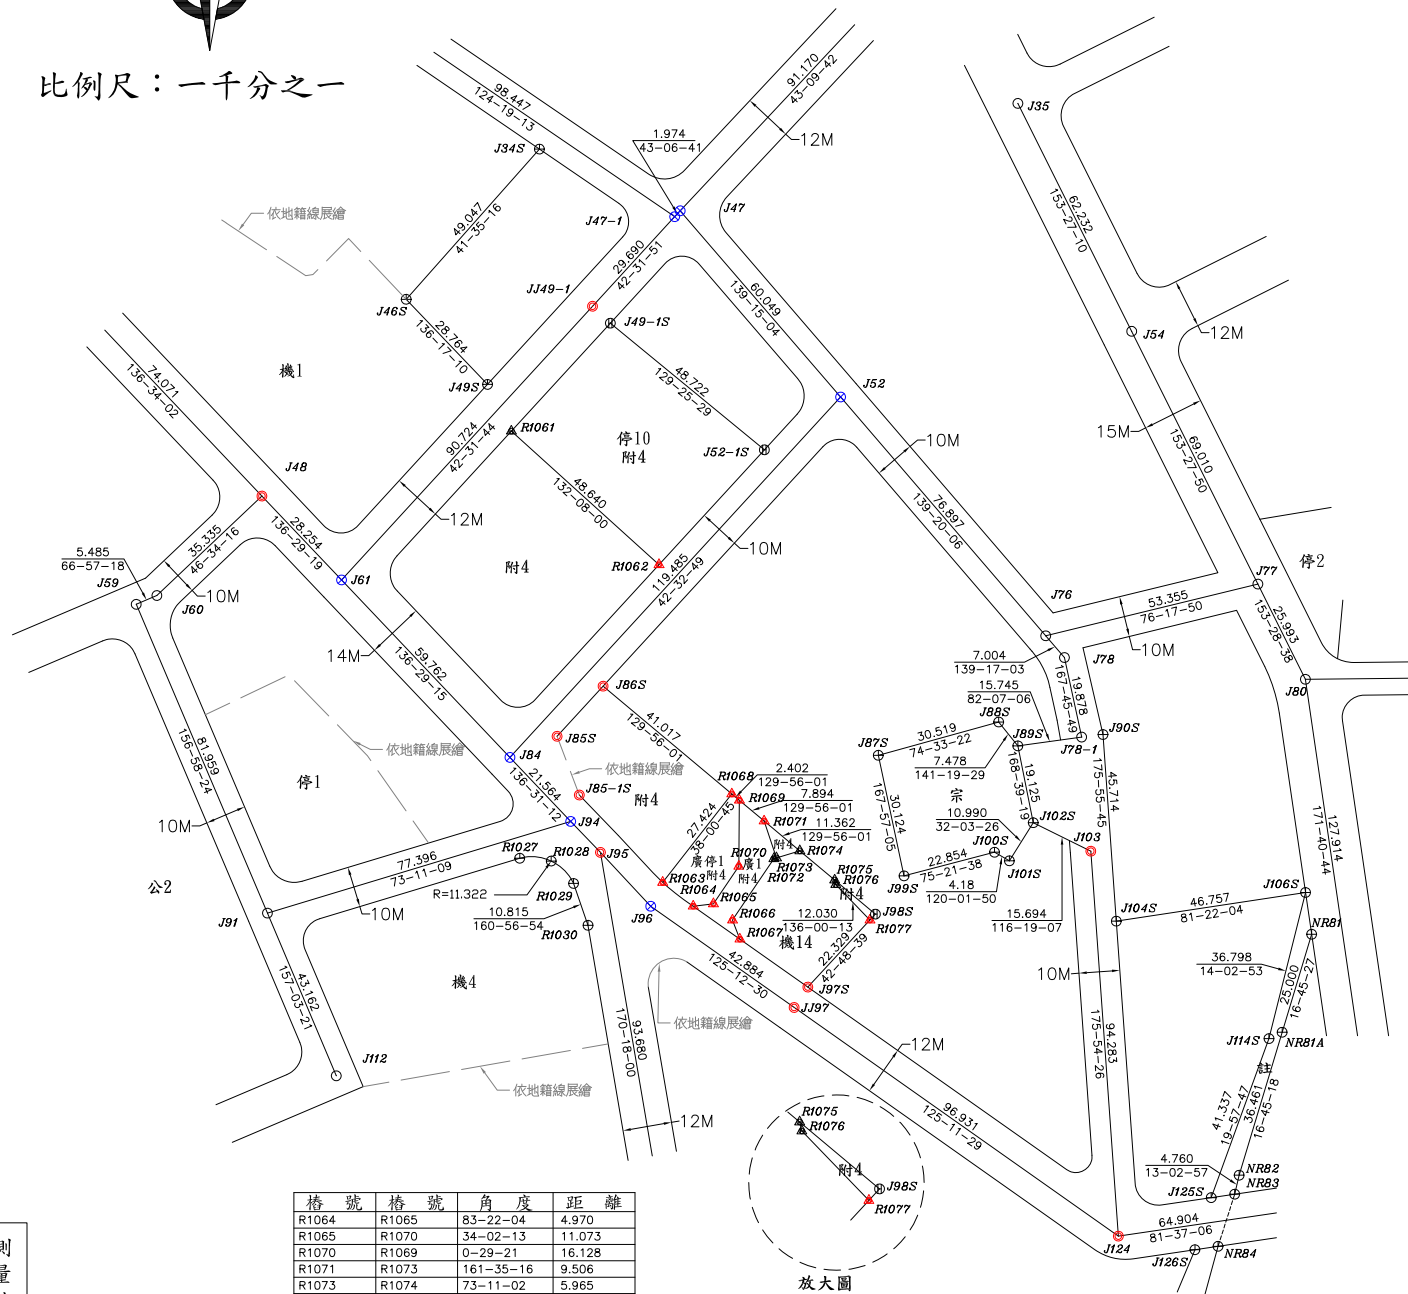 比例尺：一千分之一
98.447
124-19-13
91.170
43-09-42
1.974
43-06-41
12M
J35
J34S
依地籍線展繪
49.047
41-35-16
J47-1
J47
62.232
153-27-10
29.690
42-31-51
60.049
139-15-04
JJ49-1
J46S
J49-1S
J54
12M
28.764
136-17-10
74.071
136-34-02
機1
J49S
48.722
129-25-29
J52
R1061
停10
附4
J52-1S
10M
15M
69.010
153-27-50
90.724
42-31-44
J48
48.640
132-08-00
76.897
139-20-06
12M
28.254
136-29-19
35.335
46-34-16
5.485
66-57-18
10M
119.485
42-32-49
停2
J59
J60
10M
J61
附4
R1062
J77
J76
53.355
76-17-50
25.993
153-28-38
14M
59.762
136-29-15
7.004
139-17-03
10M
J78
19.878
167-45-49
15.745
82-07-06
J80
J86S
41.017
129-56-01
J88S
J90S
30.519
74-33-22
J89S
J78-1
81.959
156-58-24
依地籍線展繪
J85S
J84
J87S
7.478
141-19-29
168-39-19
19.125
175-55-45
45.714
停1
依地籍線展繪
J85-1S
附4
R1068
2.402
129-56-01
R1069
7.894
129-56-01
宗
21.564
136-31-12
30.124
167-57-05
10.990
32-03-26
J102S
127.914
171-40-44
10M
J94
27.424
38-00-45
R1071
11.362
129-56-01
J103
77.396
73-11-09
R1027
R1028
J95
R1070
附4
R1074
R1073
22.854
75-21-38
J100S
J101S
廣停1
附4
廣1
附4
R1072
R1075
R1076
公2
R=11.322
R1063
J99S
4.18
120-01-50
R1029
R1064
R1065
附4
J106S
10M
10.815
160-56-54
J96
R1066
12.030
136-00-13
J98S
R1077
15.694
116-19-07
J104S
46.757
81-22-04
J91
R1030
R1067
機14
NR81
42.884
125-12-30
22.329
42-48-39
36.798
14-02-53
機4
10M
25.000
16-45-27
43.162
157-03-21
J97S
JJ97
依地籍線展繪
93.680
170-18-00
12M
94.283
175-54-26
J114S
NR81A
J112
依地籍線展繪
註
41.337
19-57-47
36.461
16-45-18
12M
96.931
125-11-29
R1075
R1076
附4
J98S
R1077
放大圖
4.760
13-02-57
NR82
NR83
J125S
64.904
81-37-06
J124
J126S
NR84
樁 號 樁 號 角 度 距 離
R1064 R1065 83-22-04 4.970
R1065 R1070 34-02-13 11.073
R1070 R1069 0-29-21 16.128
R1071 R1073 161-35-16 9.506
R1073 R1074 73-11-02 5.965
測
量